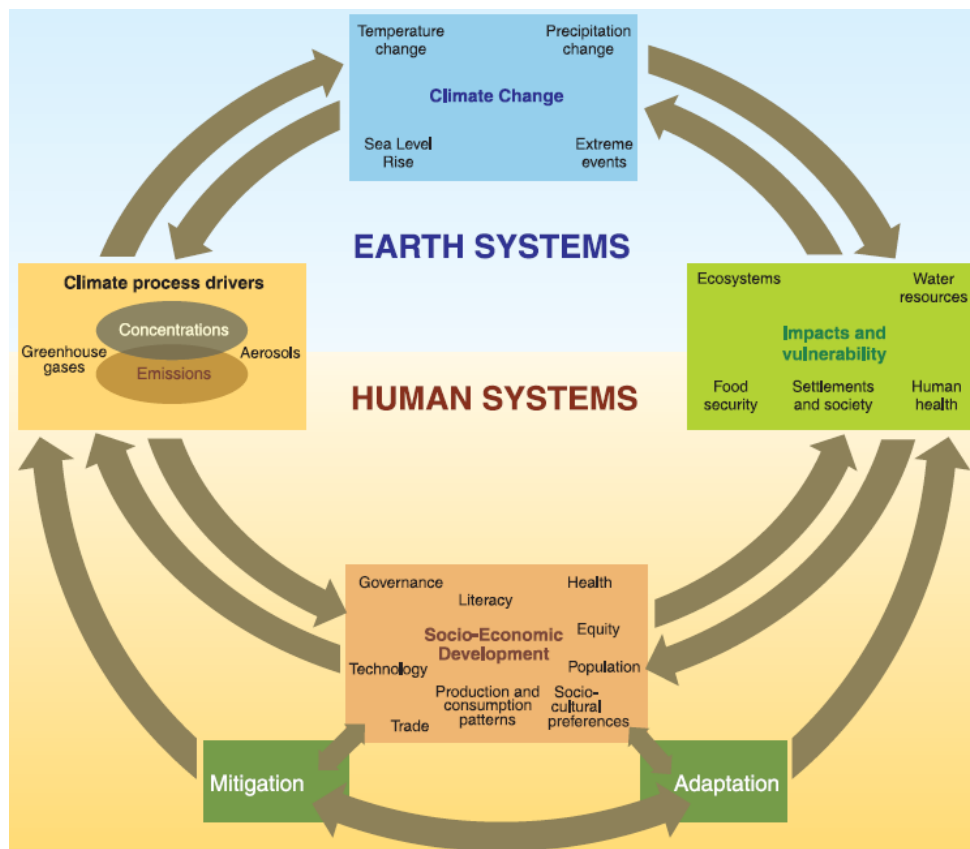 Temperature
change
Precipitation
change
Climate Change
Sea Level
Rise
Extreme
events
EARTH SYSTEMS
Climate process drivers
Concentrations
Greenhouse
gases
Aerosols
Emissions
Ecosystems
Water
resources
Impacts and
vulnerability
Food
security
Settlements
and society
Human
health
HUMAN SYSTEMS
Governance
Literacy
Health
Socio-Economic
Development
Equity
Technology
Population
Production and
consumption
patterns
Socio-
cultural
preferences
Trade
Mitigation
Adaptation